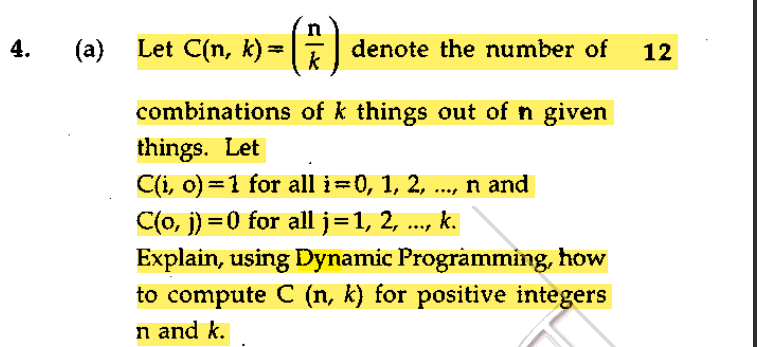 4. (a) Let C(n, k) = (n/k) denote the number of 12
combinations of k things out of n given
things. Let
C(i, o) = 1 for all i = 0, 1, 2, ..., n and
C(o, j) = 0 for all j = 1, 2, ..., k.
Explain, using Dynamic Programming, how
to compute C (n, k) for positive integers
n and k.